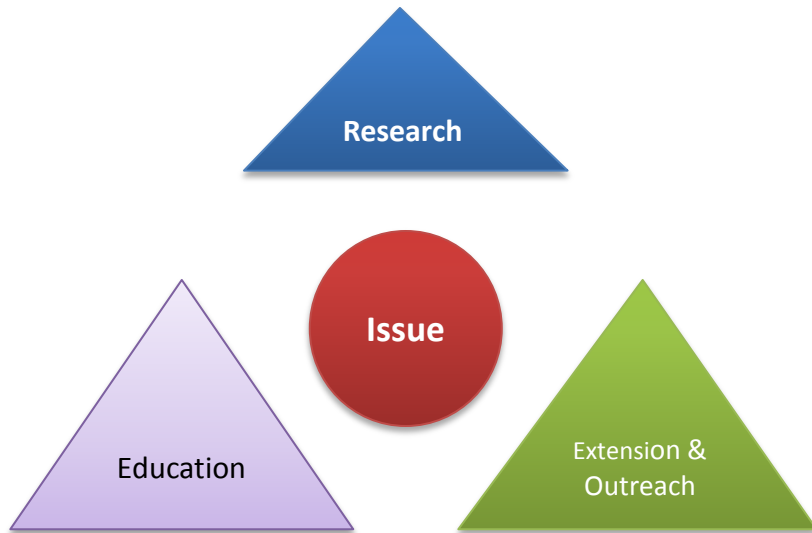 Research
Issue
Education
Extension &
Outreach